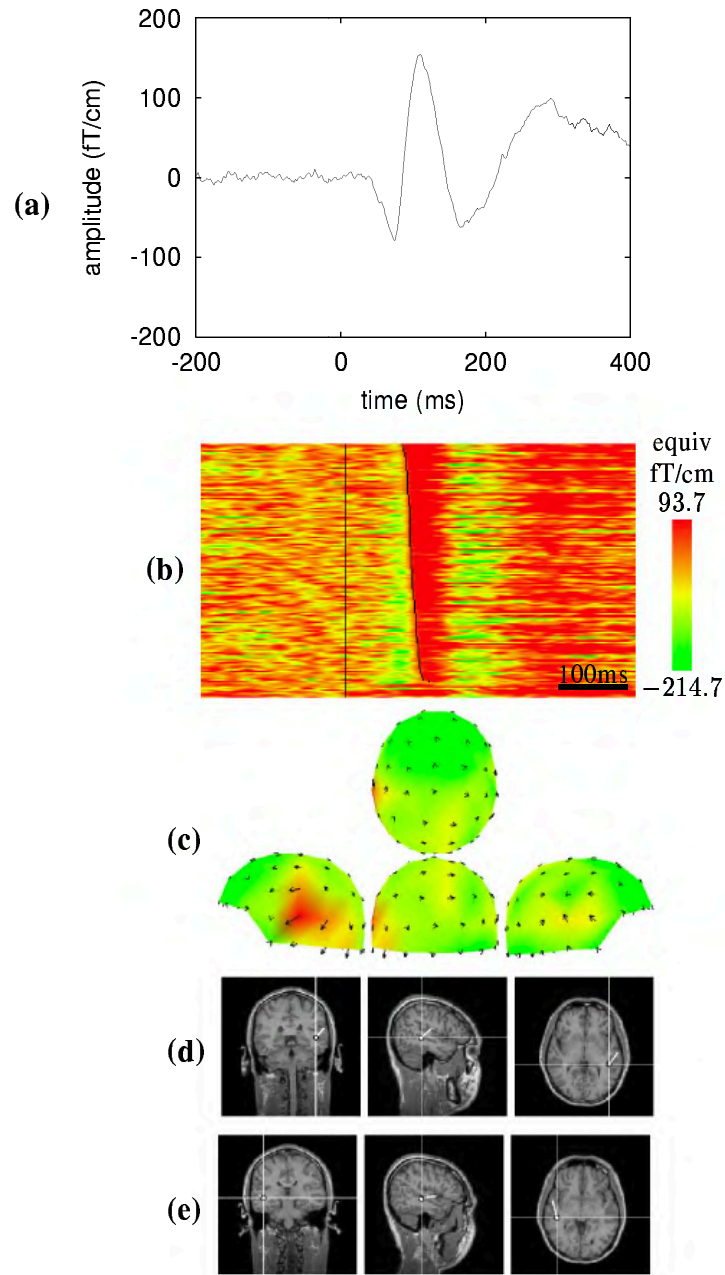 (a)
amplitude (fT/cm)
200
100
0
-100
-200
-200 0 200 400
time (ms)
(b)
equiv
fT/cm
93.7
−214.7
100ms
(c)
(d)
(e)